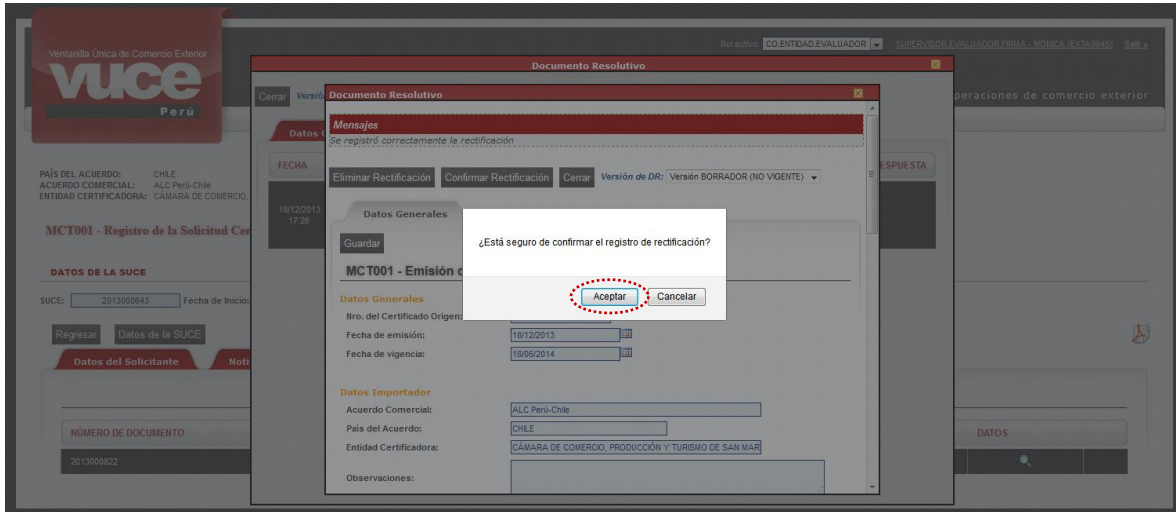 Ventanilla Única de Comercio Exterior
vuce
Perú
Rol activo: CO.ENTIDAD.EVALUADOR SUPERVISOR.EVALUADOR.FIRMA - MONICA (EXTA0645) Salir »
Documento Resolutivo
operaciones de comercio exterior
Cerrar Versió
Documento Resolutivo
Datos
Mensajes
Se registró correctamente la rectificación
FECHA
ESPUESTA
Eliminar Rectificación Confirmar Rectificación Cerrar Versión de DR: Versión BORRADOR (NO VIGENTE)
PAÍS DEL ACUERDO: CHILE
ACUERDO COMERCIAL: ALC Perú-Chile
ENTIDAD CERTIFICADORA: CÁMARA DE COMERCIO,
18/12/2013
17:26
Datos Generales
MCT001 - Registro de la Solicitud Cer
Guardar
¿Está seguro de confirmar el registro de rectificación?
Aceptar Cancelar
MCT001 - Emisión
DATOS DE LA SUCE
SUCE: 2013000643 Fecha de Inicio:
Datos Generales
Nro. del Certificado Origen:
Fecha de emisión: 18/12/2013
Fecha de vigencia: 18/06/2014
Regresar Datos de la SUCE
Datos del Solicitante Noti
Datos Importador
Acuerdo Comercial: ALC Perú-Chile
País del Acuerdo: CHILE
Entidad Certificadora: CÁMARA DE COMERCIO, PRODUCCIÓN Y TURISMO DE SAN MAR
Observaciones:
NÚMERO DE DOCUMENTO DATOS
2013000822